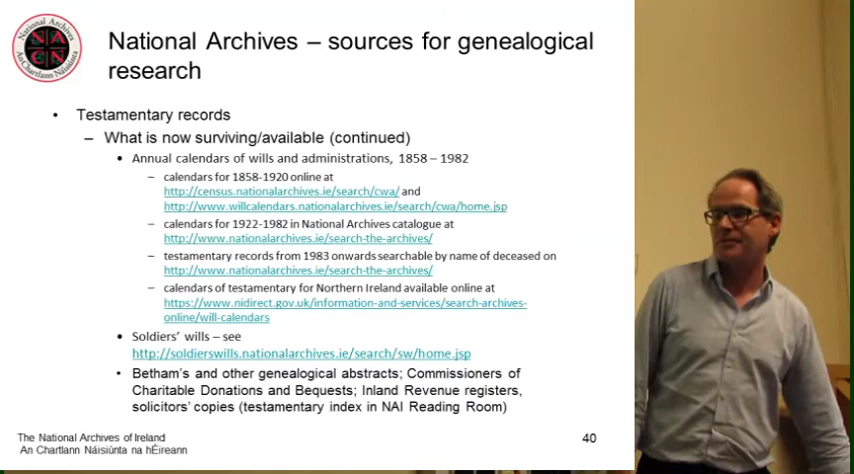 National Archives – sources for genealogical
research
• Testamentary records
– What is now surviving/available (continued)
• Annual calendars of wills and administrations, 1858 – 1982
– calendars for 1858-1920 online at
http://census.nationalarchives.ie/search/cwa/ and
http://www.willcalendars.nationalarchives.ie/search/cwa/home.jsp
– calendars for 1922-1982 in National Archives catalogue at
http://www.nationalarchives.ie/search-the-archives/
– testamentary records from 1983 onwards searchable by name of deceased on
http://www.nationalarchives.ie/search-the-archives/
– calendars of testamentary for Northern Ireland available online at
https://www.nidirect.gov.uk/information-and-services/search-archives-
online/will-calendars
• Soldiers' wills – see
http://soldierswills.nationalarchives.ie/search/sw/home.jsp
• Betham's and other genealogical abstracts; Commissioners of
Charitable Donations and Bequests; Inland Revenue registers,
solicitors' copies (testamentary index in NAI Reading Room)
The National Archives of Ireland
An Chartlann Náisiúnta na hÉireann
40